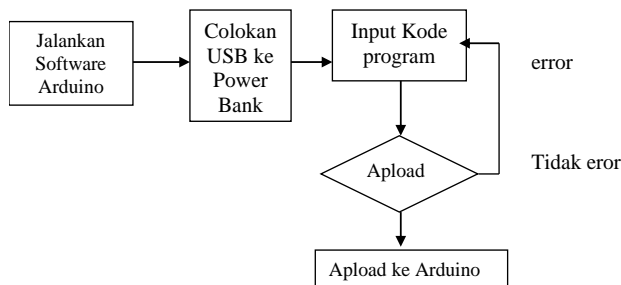 Jalankan
Software
Arduino
Colokan
USB ke
Power
Bank
Input Kode
program
error
Apload
Tidak eror
Apload ke Arduino